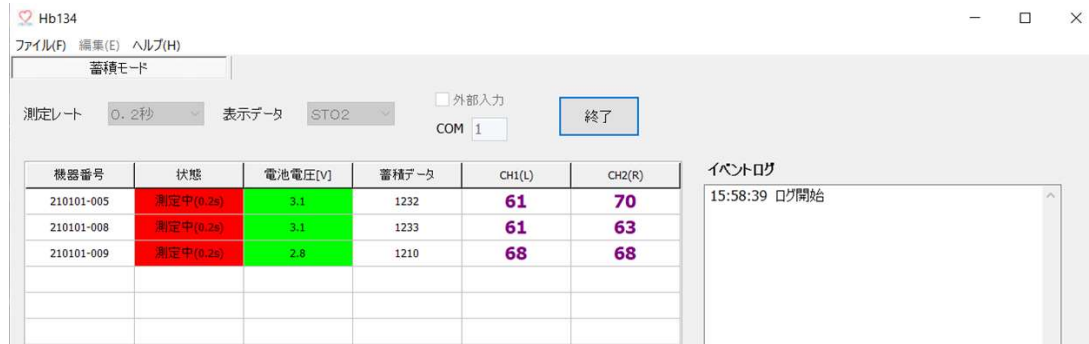 Hb134
ファイル(F) 編集(E) ヘルプ(H)
蓄積モード
測定レート 0.2秒 表示データ STO2 外部入力 COM 1 終了
機器番号 状態 電池電圧[V] 蓄積データ CH1(L) CH2(R)
210101-005 測定中(0.2s) 3.1 1232 61 70
210101-008 測定中(0.2s) 3.1 1233 61 63
210101-009 測定中(0.2s) 2.8 1210 68 68
イベントログ
15:58:39 ログ開始